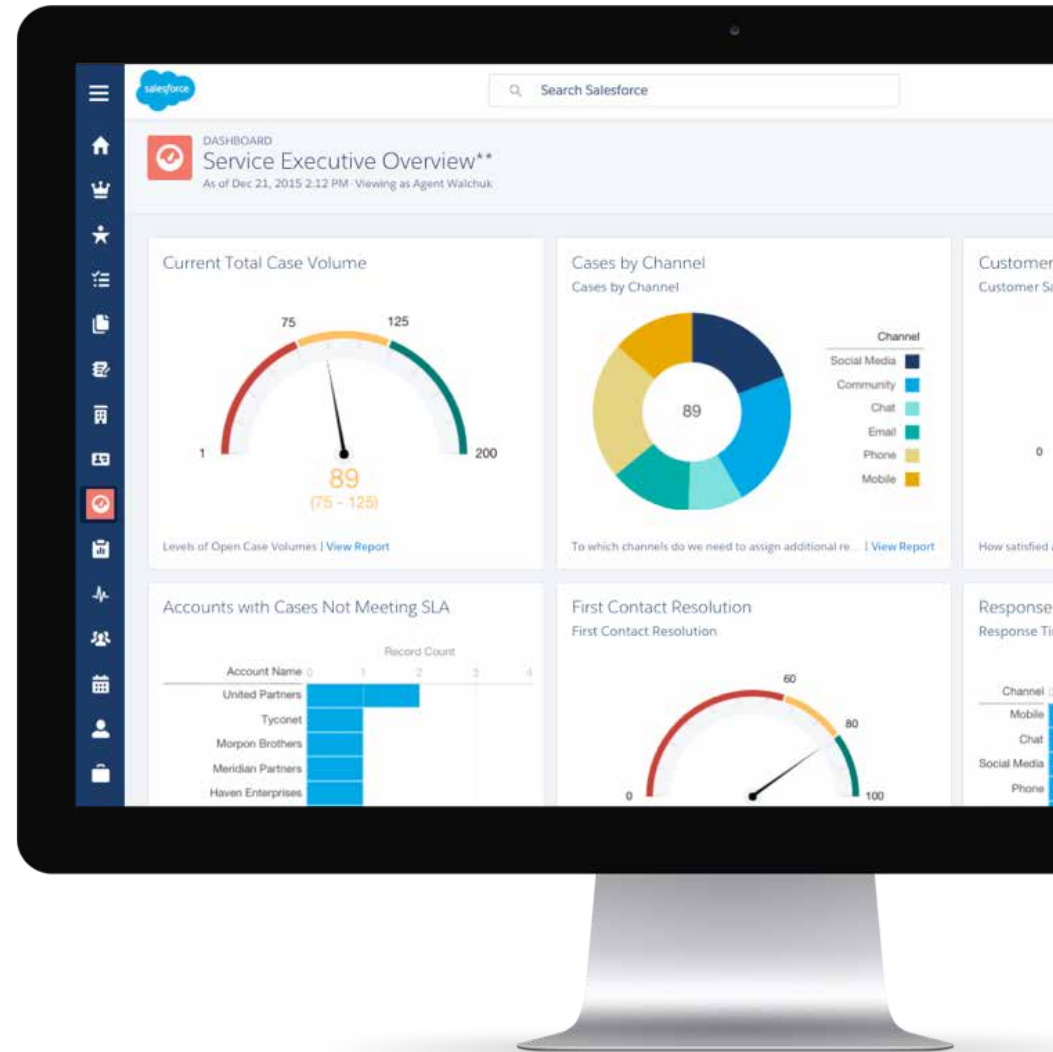 salesforce
Search Salesforce
DASHBOARD
Service Executive Overview**
As of Dec 21, 2015 2:12 PM· Viewing as Agent Walchuk
Current Total Case Volume
75
125
1
200
89
(75 - 125)
Levels of Open Case Volumes | View Report
Cases by Channel
Cases by Channel
89
Channel
Social Media
Community
Chat
Email
Phone
Mobile
To which channels do we need to assign additional re... | View Report
Customer
Customer Sa
0
How satisfied
Accounts with Cases Not Meeting SLA
Record Count
Account Name 0 1 2 3 4
United Partners
Tyconet
Morpon Brothers
Meridian Partners
Haven Enterprises
First Contact Resolution
First Contact Resolution
60
80
0
100
Response
Response Ti
Channel
Mobile
Chat
Social Media
Phone